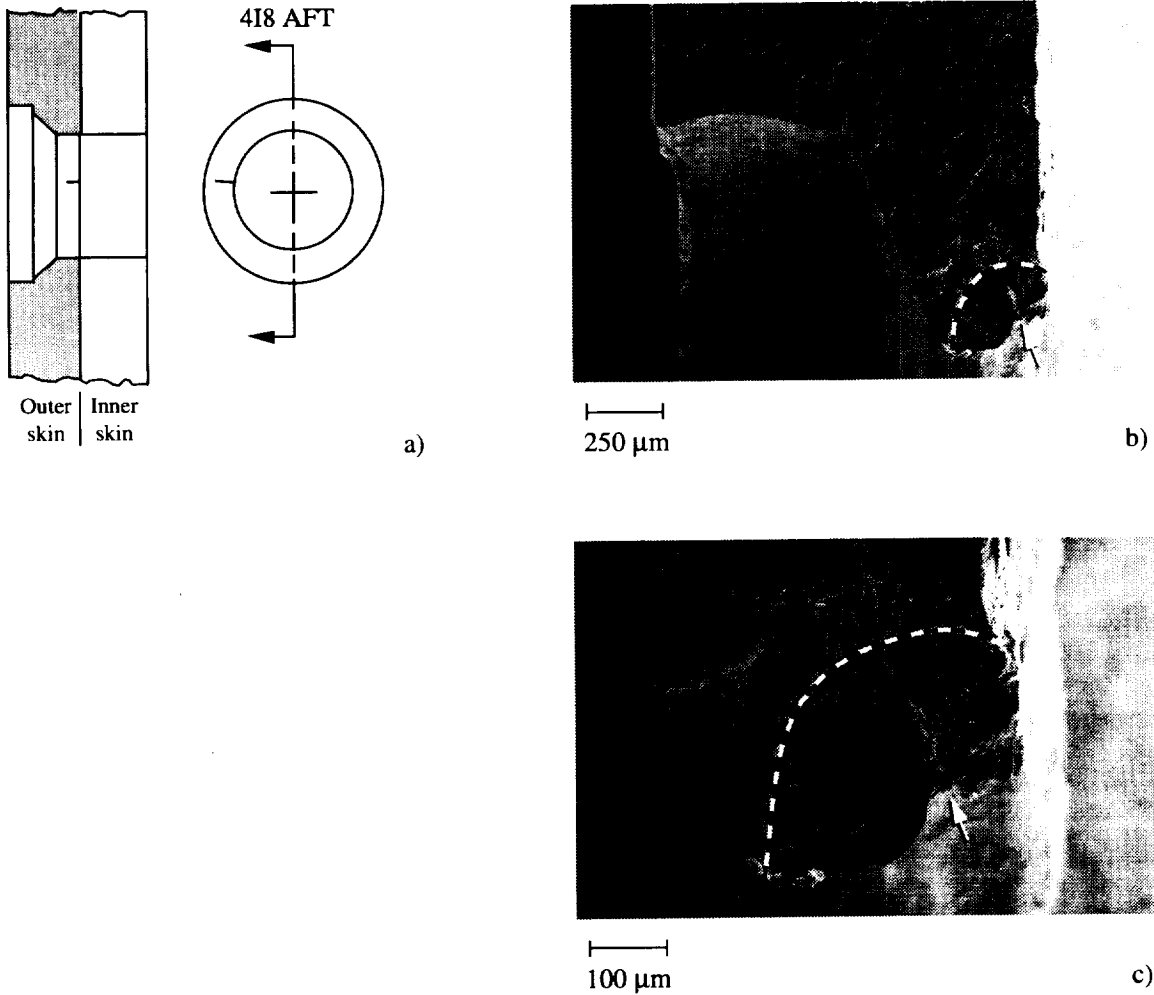 4I8 AFT
Outer skin
Inner skin
a)
250 μm
b)
100 μm
c)